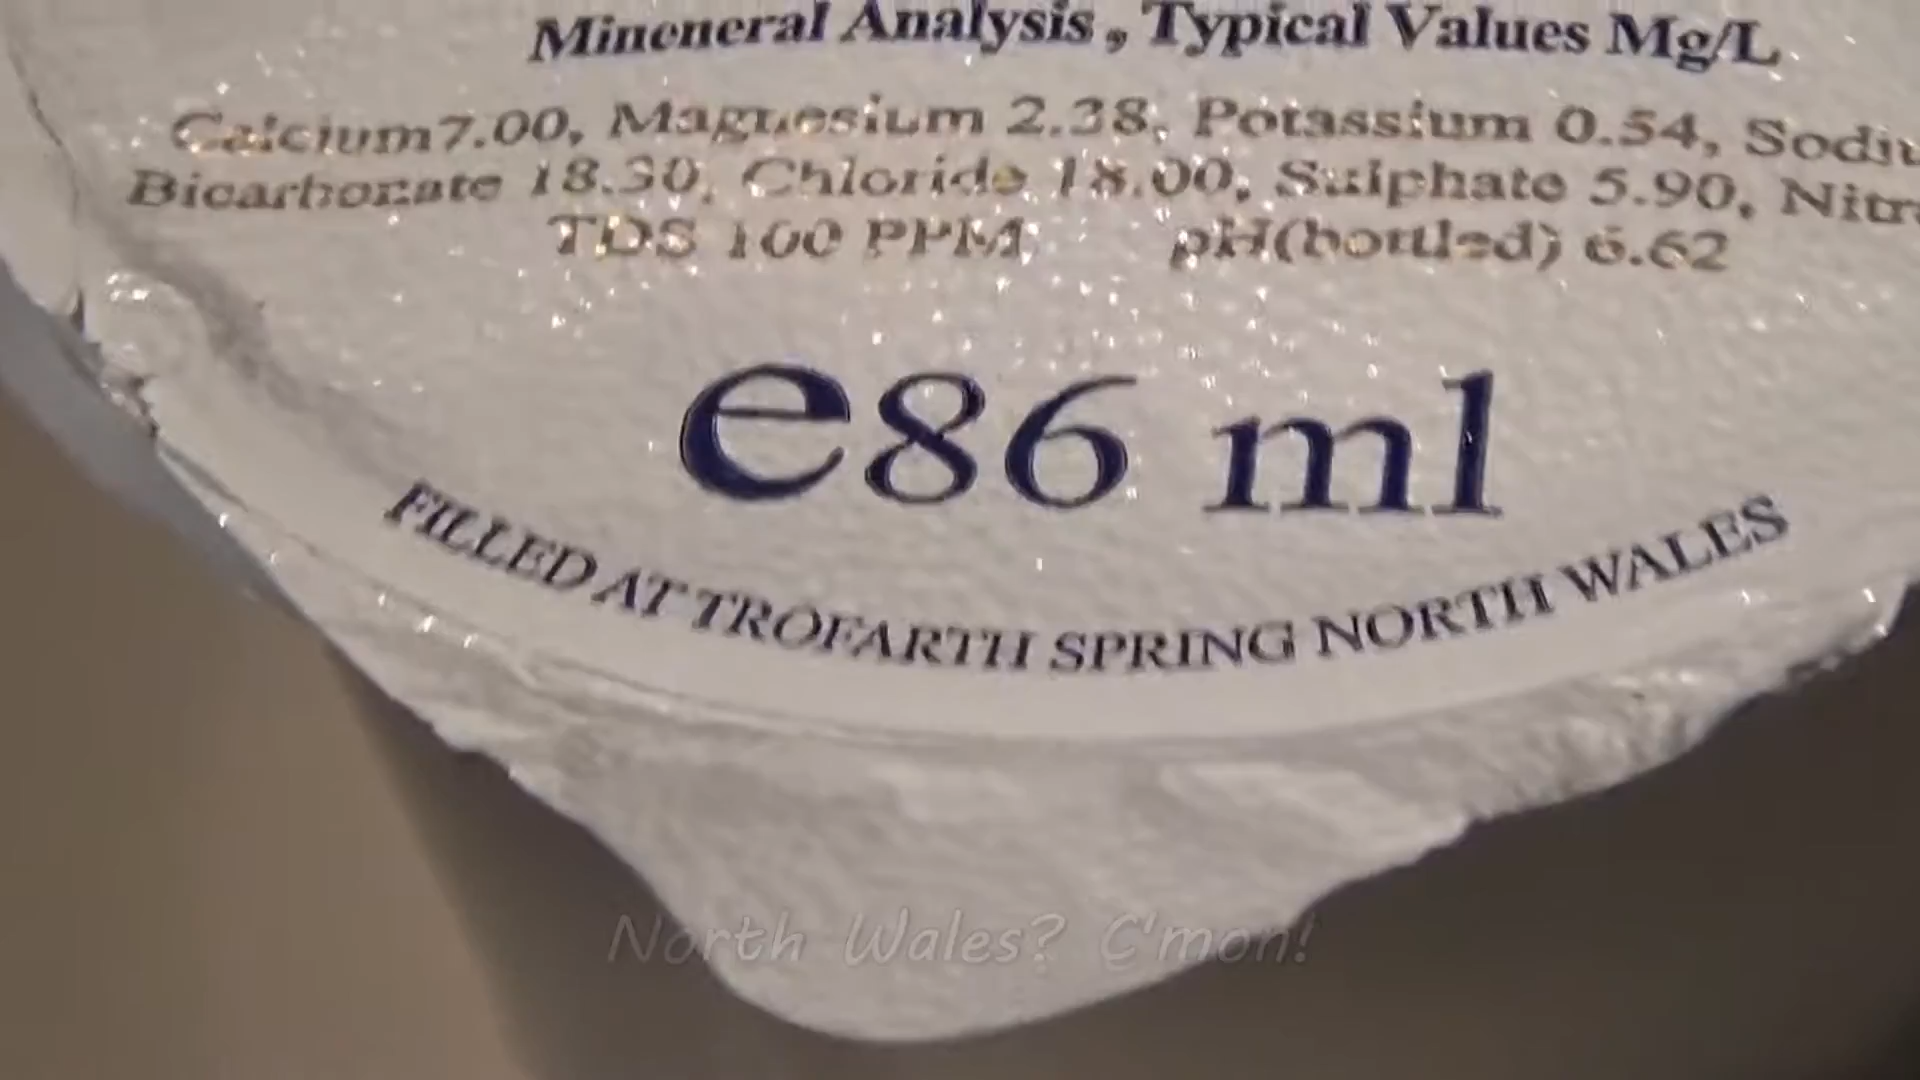 Mineneral Analysis, Typical Values Mg/L
Calcium7.00, Magnesium 2.38, Potassium 0.54, Sodiu
Bicarbonate 18.30, Chloride 18.00, Sulphate 5.90, Nitra
TDS 100 PPM pH(bottled) 6.62
e86 ml
FILLED AT TROFARTH SPRING NORTH WALES
North Wales? C'mon!